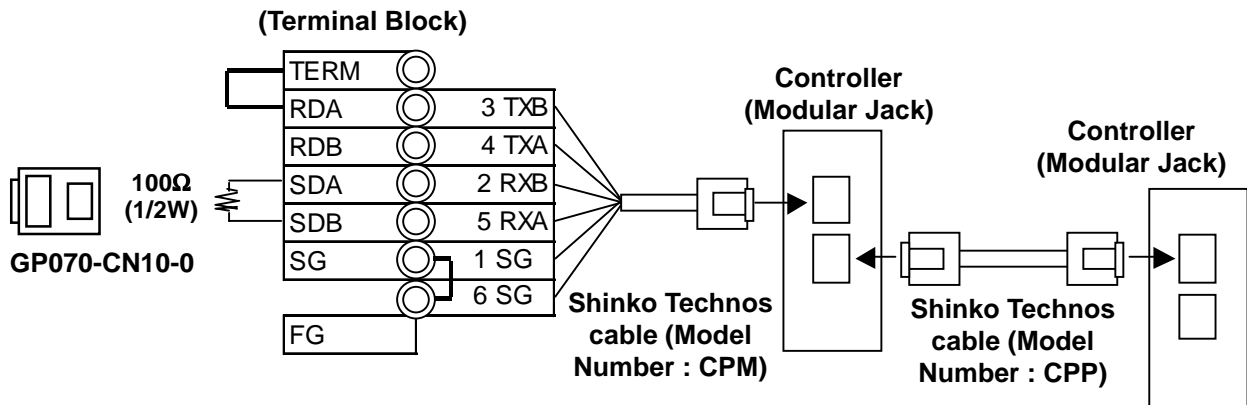 (Terminal Block)
TERM
RDA 3 TXB
RDB 4 TXA
SDA 2 RXB
SDB 5 RXA
SG 1 SG
6 SG
FG
100Ω
(1/2W)
GP070-CN10-0
Controller
(Modular Jack)
Controller
(Modular Jack)
Shinko Technos
cable (Model
Number : CPM)
Shinko Technos
cable (Model
Number : CPP)